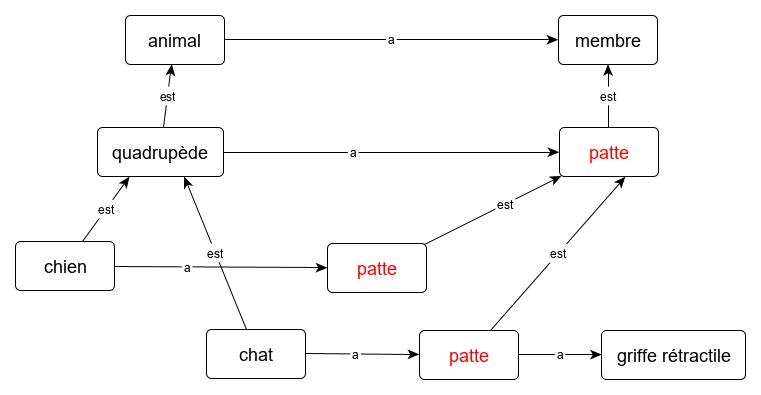 animal
a
membre
est
est
quadrupède
a
patte
est
est
chien
a
patte
est
est
chat
a
patte
a
griffe rétractile